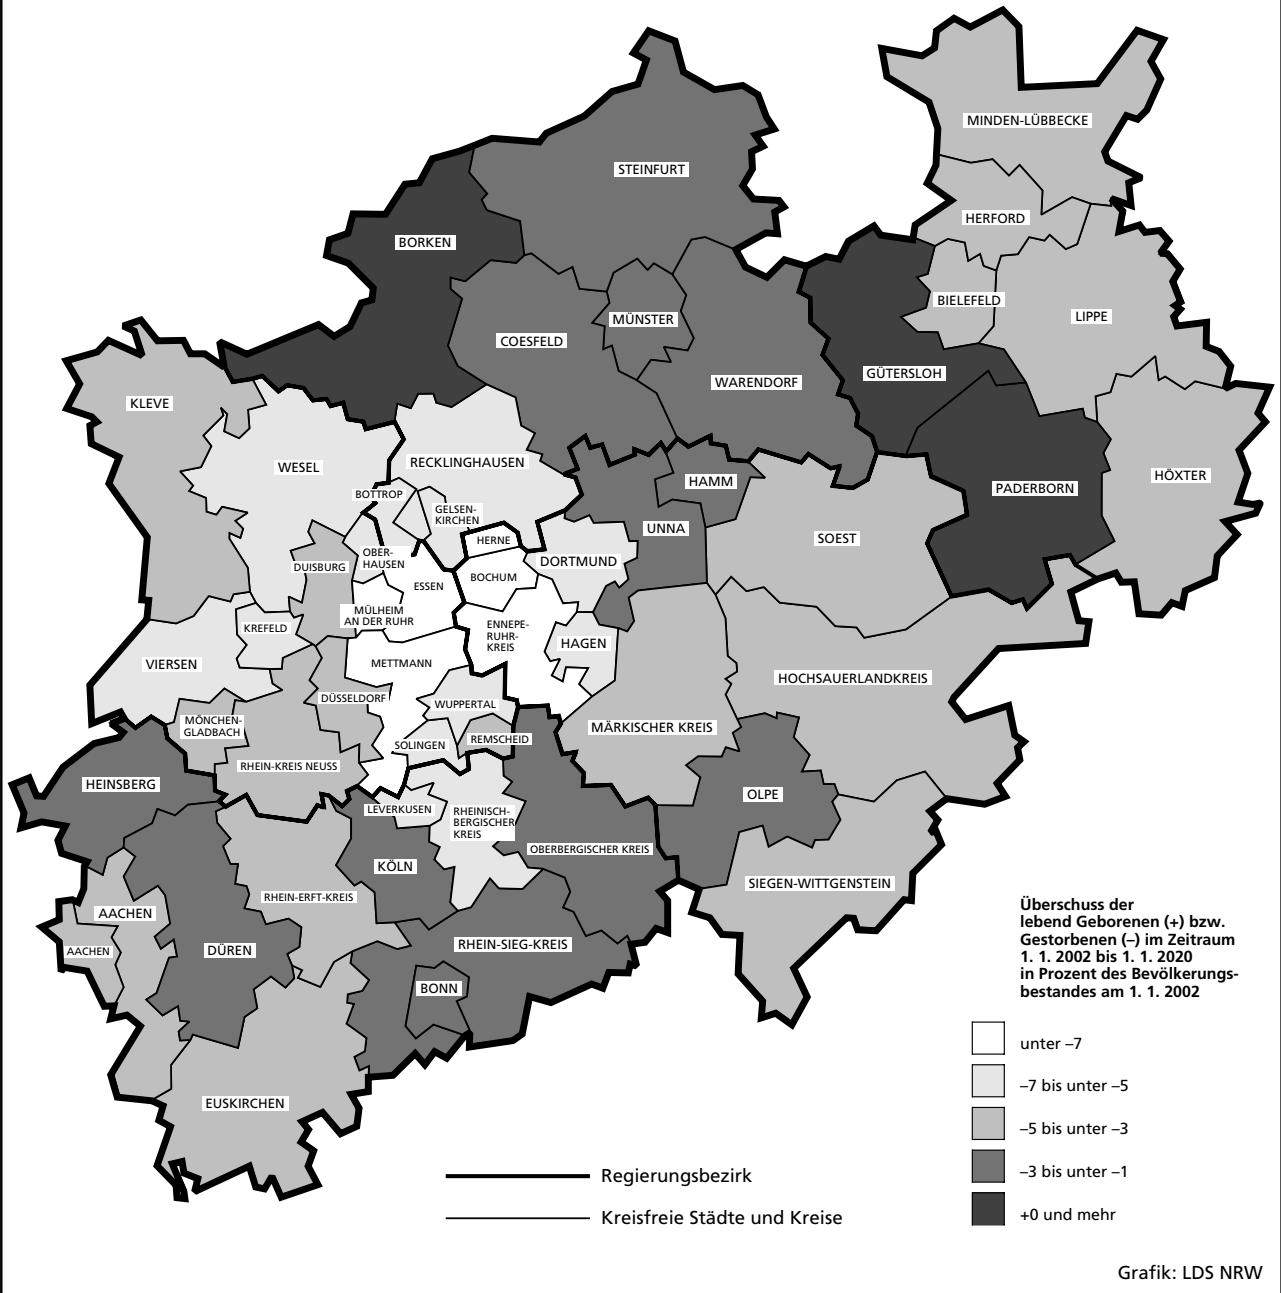 MINDEN-LÜBBECKE
STEINFURT
HERFORD
BORKEN
BIELEFELD
LIPPE
MÜNSTER
COESFELD
GÜTERSLOH
WARENDORF
KLEVE
WESEL
RECKLINGHAUSEN
HÖXTER
HAMM
PADERBORN
BOTTROP
GELSEN-
KIRCHEN
UNNA
SOEST
HERNE
OBER-
HAUSEN
DORTMUND
DUISBURG
BOCHUM
ESSEN
MÜLHEIM
AN DER RUHR
KREFELD
ENNEPE-
RUHR-
KREIS
HAGEN
VIERSEN
METTMANN
HOCHSAUERLANDKREIS
DÜSSELDORF
WUPPERTAL
MÖNCHEN-
GLADBACH
MÄRKISCHER KREIS
REMSCHEID
SOLINGEN
RHEIN-KREIS NEUSS
HEINSBERG
OLPE
LEVERKUSEN
RHEINISCH-
BERGISCHER
KREIS
OBERBERGISCHER KREIS
KÖLN
SIEGEN-WITTGENSTEIN
RHEIN-ERFT-KREIS
AACHEN
RHEIN-SIEG-KREIS
AACHEN
DÜREN
BONN
EUSKIRCHEN
Überschuss der
lebend Geborenen (+) bzw.
Gestorbenen (–) im Zeitraum
1. 1. 2002 bis 1. 1. 2020
in Prozent des Bevölkerungs-
bestandes am 1. 1. 2002
unter –7
–7 bis unter –5
–5 bis unter –3
–3 bis unter –1
+0 und mehr
Regierungsbezirk
Kreisfreie Städte und Kreise
Grafik: LDS NRW